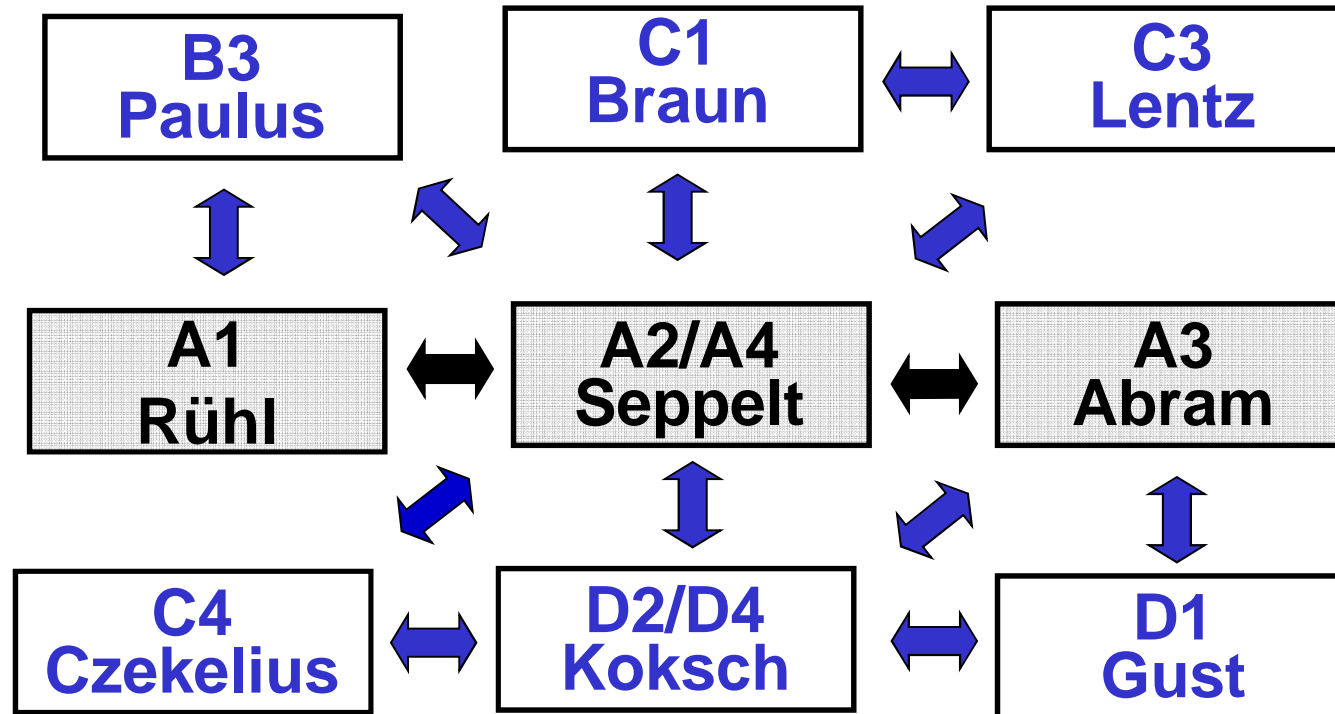 B3
Paulus
C1
Braun
C3
Lentz
A1
Rühl
A2/A4
Seppelt
A3
Abram
C4
Czekelius
D2/D4
Koksch
D1
Gust